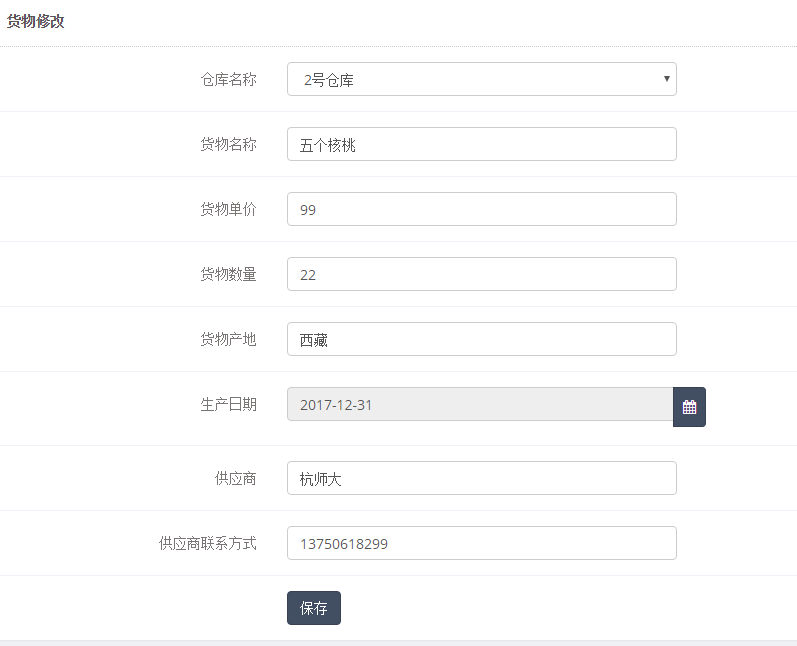 货物修改
仓库名称 2号仓库
货物名称 五个核桃
货物单价 99
货物数量 22
货物产地 西藏
生产日期 2017-12-31
供应商 杭师大
供应商联系方式 13750618299
保存